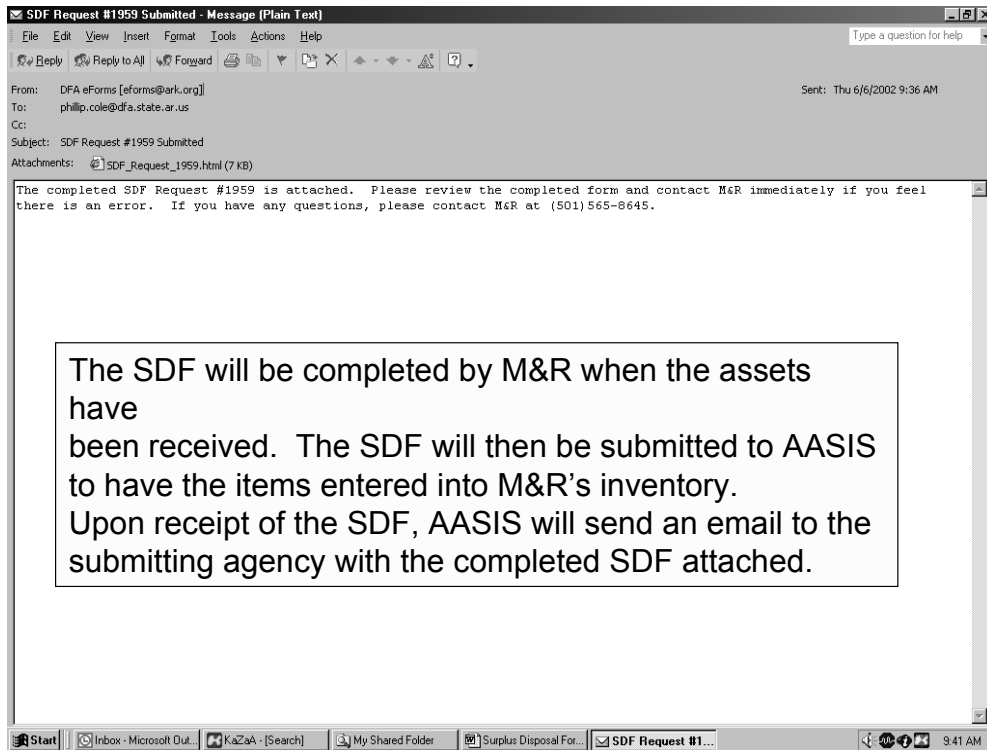 SDF Request #1959 Submitted - Message (Plain Text)
File Edit View Insert Format Tools Actions Help
Type a question for help
Reply Reply to All Forward
From: DFA eForms [eforms@ark.org]
Sent: Thu 6/6/2002 9:36 AM
To: phillip.cole@dfa.state.ar.us
Cc:
Subject: SDF Request #1959 Submitted
Attachments: SDF_Request_1959.html (7 KB)
The completed SDF Request #1959 is attached.  Please review the completed form and contact M&R immediately if you feel
there is an error.  If you have any questions, please contact M&R at (501)565-8645.
The SDF will be completed by M&R when the assets
have
been received.  The SDF will then be submitted to AASIS
to have the items entered into M&R's inventory.
Upon receipt of the SDF, AASIS will send an email to the
submitting agency with the completed SDF attached.
Start Inbox - Microsoft Out... KaZaA - [Search] My Shared Folder Surplus Disposal For... SDF Request #1... 9:41 AM